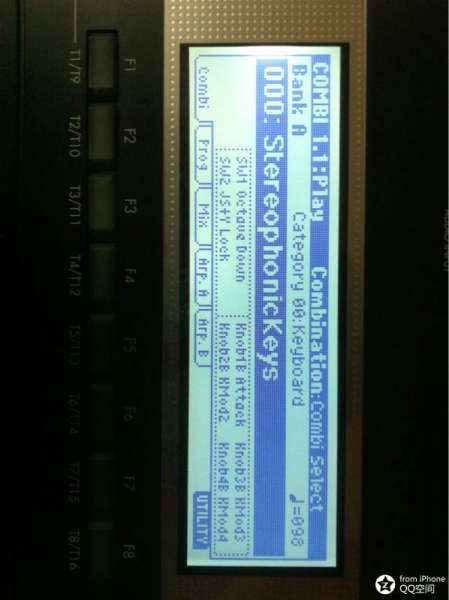 COMBI 1.1:Play Combination:Combi Select
Bank A Category 00:Keyboard ♩=098
000: StereophonicKeys
SW1 Octave Down Knob1B Attack Knob3B KMod3
SW2 JS+Y Lock Knob2B KMod2 Knob4B KMod4
UTILITY
Combi Prog Mix Arp. A Arp. B
F1 F2 F3 F4 F5 F6 F7 F8
T1/T9 T2/T10 T3/T11 T4/T12 T5/T13 T6/T14 T7/T15 T8/T16
from iPhone
QQ空间